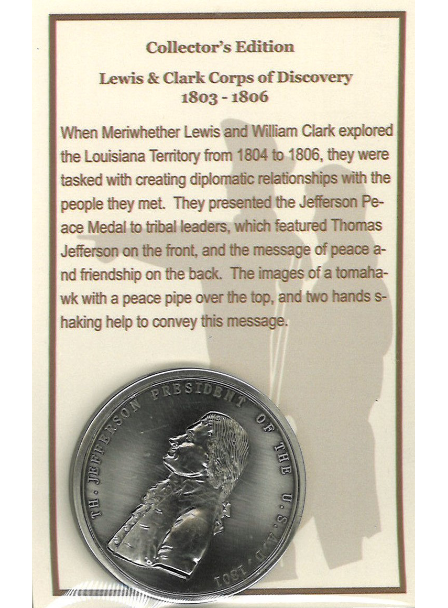 Collector's Edition
Lewis & Clark Corps of Discovery
1803 - 1806
When Meriwhether Lewis and William Clark explored
the Louisiana Territory from 1804 to 1806, they were
tasked with creating diplomatic relationships with the
people they met. They presented the Jefferson Pe-
ace Medal to tribal leaders, which featured Thomas
Jefferson on the front, and the message of peace a-
nd friendship on the back. The images of a tomaha-
wk with a peace pipe over the top, and two hands s-
haking help to convey this message.
TH. JEFFERSON PRESIDENT OF THE U.S. A.D. 1801